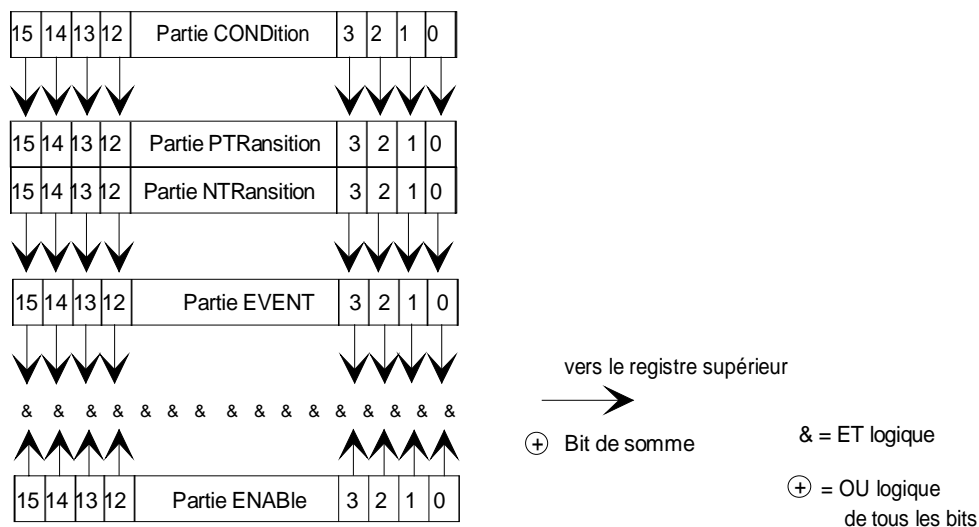 15 14 13 12 Partie CONDition 3 2 1 0
15 14 13 12 Partie PTRansition 3 2 1 0
15 14 13 12 Partie NTRansition 3 2 1 0
15 14 13 12 Partie EVENT 3 2 1 0
vers le registre supérieur
& & & & & & & & & & & & & & & &
+ Bit de somme
& = ET logique
15 14 13 12 Partie ENABle 3 2 1 0
+ = OU logique
de tous les bits